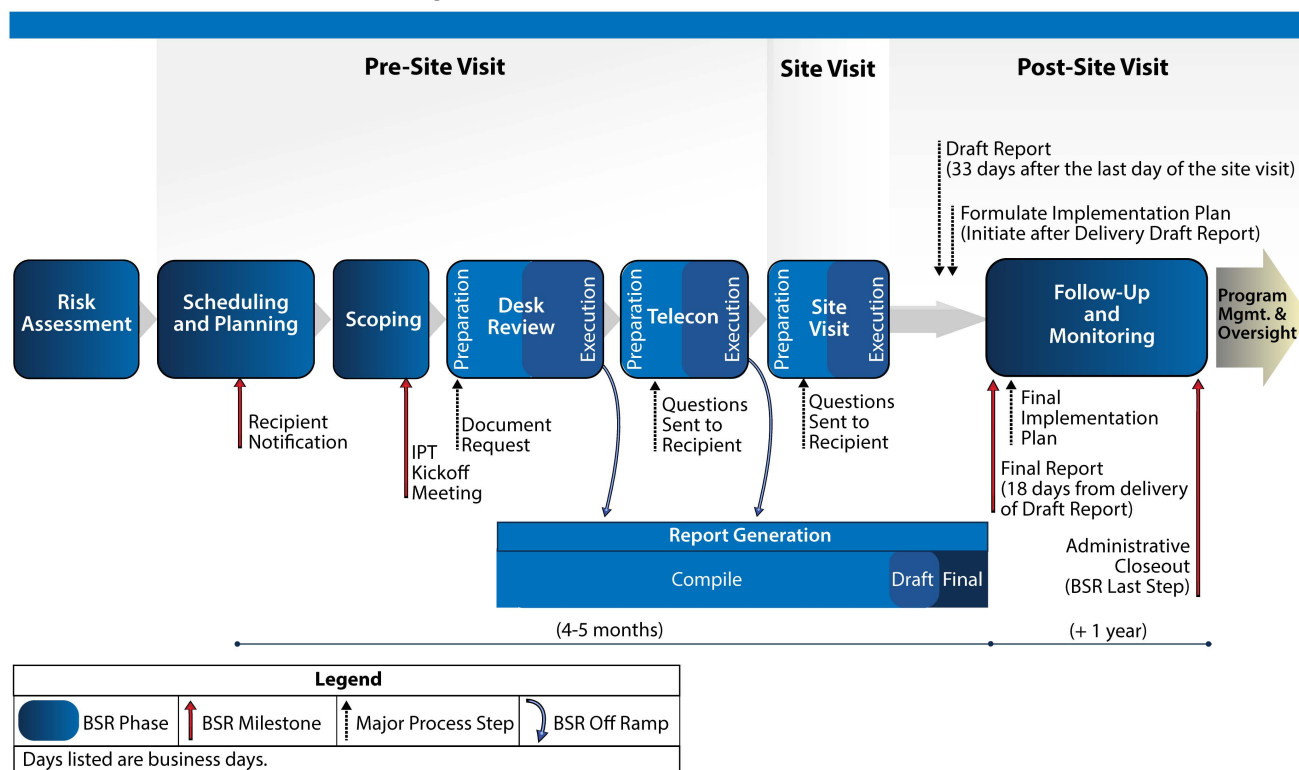 Pre-Site Visit
Site Visit
Post-Site Visit
Draft Report
(33 days after the last day of the site visit)
Formulate Implementation Plan
(Initiate after Delivery Draft Report)
Risk
Assessment
Scheduling
and Planning
Scoping
Preparation
Desk
Review
Execution
Preparation
Telecon
Execution
Preparation
Site
Visit
Execution
Follow-Up
and
Monitoring
Program
Mgmt. &
Oversight
Recipient
Notification
IPT
Kickoff
Meeting
Document
Request
Questions
Sent to
Recipient
Questions
Sent to
Recipient
Final
Implementation
Plan
Final Report
(18 days from delivery
of Draft Report)
Administrative
Closeout
(BSR Last Step)
Report Generation
Compile
Draft
Final
(4-5 months)
(+ 1 year)
Legend
BSR Phase
BSR Milestone
Major Process Step
BSR Off Ramp
Days listed are business days.